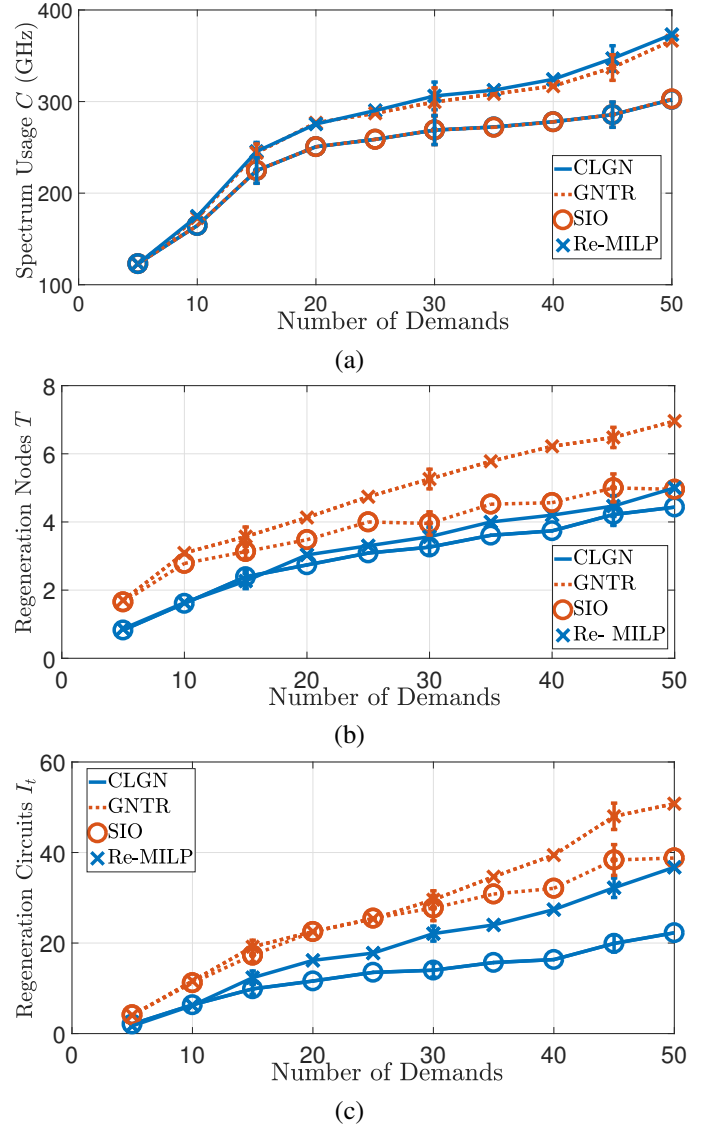 400
300
200
100
Spectrum Usage C (GHz)
0 10 20 30 40 50
Number of Demands
CLGN
GNTR
SIO
Re-MILP
(a)
8
6
4
2
0
Regeneration Nodes T
0 10 20 30 40 50
Number of Demands
CLGN
GNTR
SIO
Re- MILP
(b)
60
40
20
0
Regeneration Circuits I_t
0 10 20 30 40 50
Number of Demands
CLGN
GNTR
SIO
Re-MILP
(c)